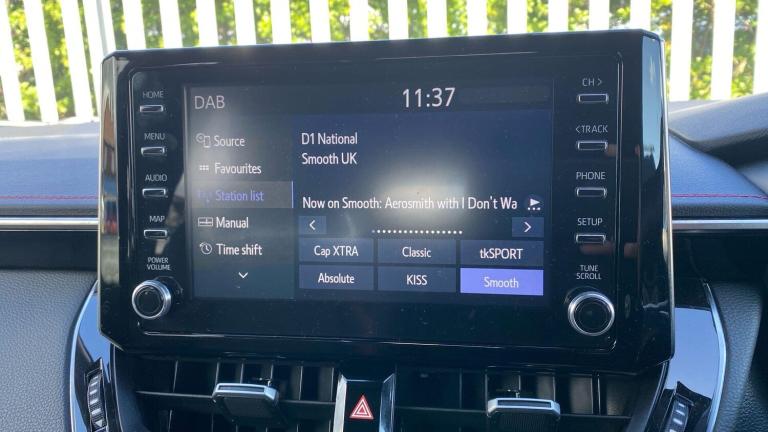 DAB
11:37
HOME
MENU
AUDIO
MAP
POWER
VOLUME
Source
Favourites
Station list
Manual
Time shift
D1 National
Smooth UK
Now on Smooth: Aerosmith with I Don't Wa
Cap XTRA
Classic
tkSPORT
Absolute
KISS
Smooth
CH >
< TRACK
PHONE
SETUP
TUNE
SCROLL